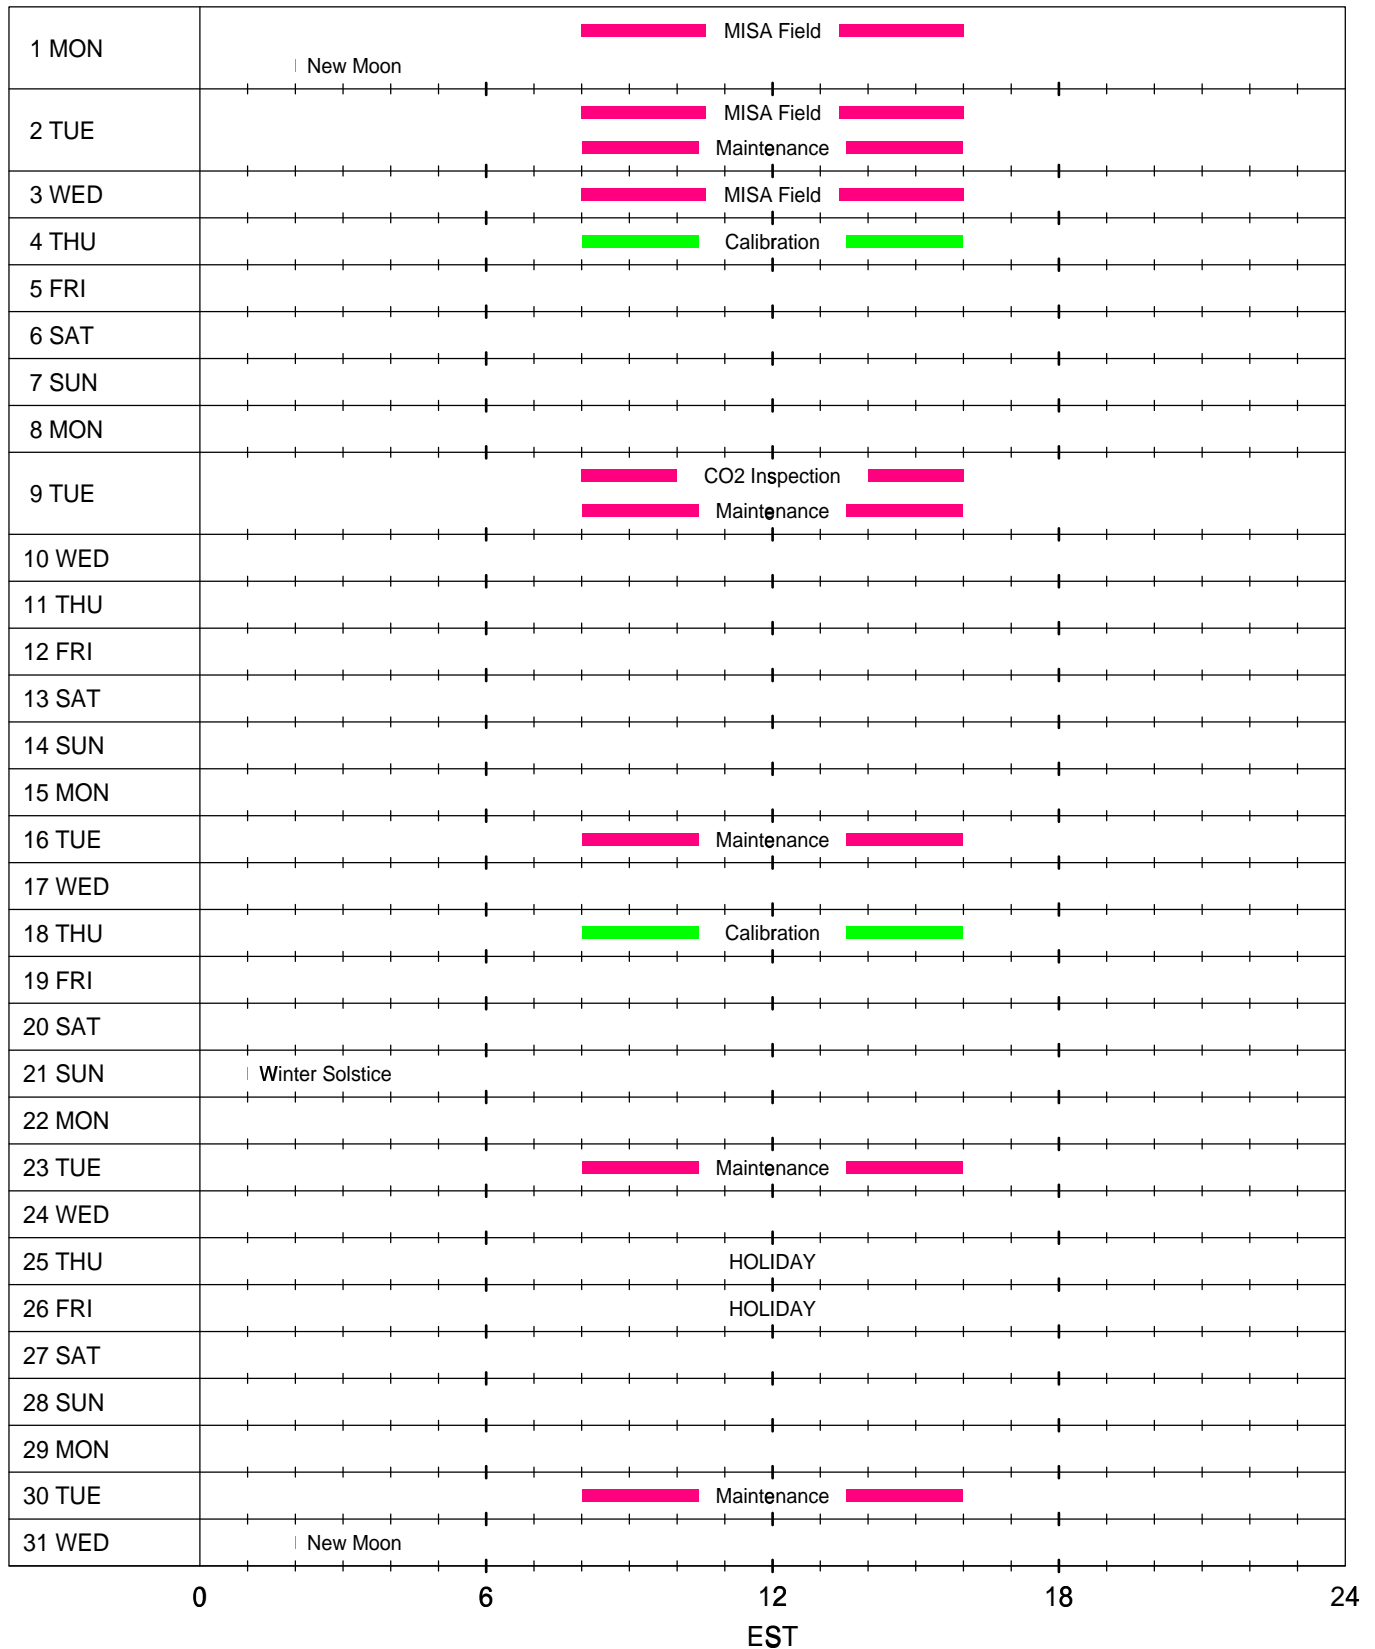 1 MON
MISA Field
New Moon
2 TUE
MISA Field
Maintenance
3 WED
MISA Field
4 THU
Calibration
5 FRI
6 SAT
7 SUN
8 MON
9 TUE
CO2 Inspection
Maintenance
10 WED
11 THU
12 FRI
13 SAT
14 SUN
15 MON
16 TUE
Maintenance
17 WED
18 THU
Calibration
19 FRI
20 SAT
21 SUN
Winter Solstice
22 MON
23 TUE
Maintenance
24 WED
25 THU
HOLIDAY
26 FRI
HOLIDAY
27 SAT
28 SUN
29 MON
30 TUE
Maintenance
31 WED
New Moon
0 6 12 18 24
EST